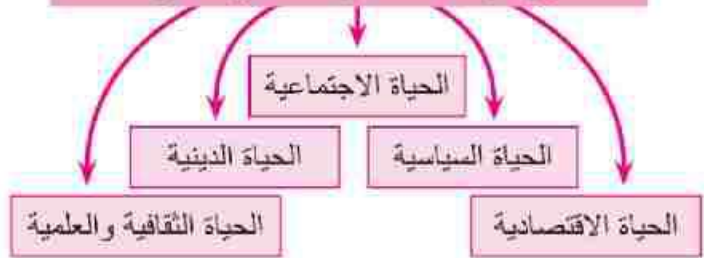 الحياة الاجتماعية
الحياة السياسية
الحياة الدينية
الحياة الاقتصادية
الحياة الثقافية والعلمية